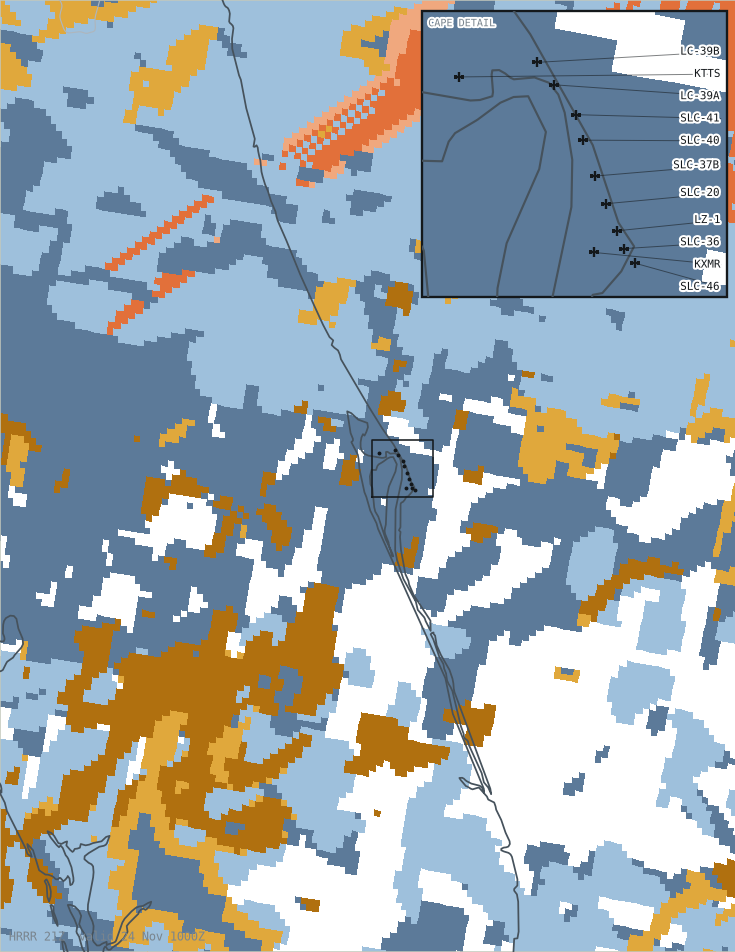 CAPE DETAIL
LC-39B
KTTS
LC-39A
SLC-41
SLC-40
SLC-37B
SLC-20
LZ-1
SLC-36
KXMR
SLC-46
HRRR 24 Nov 1000Z